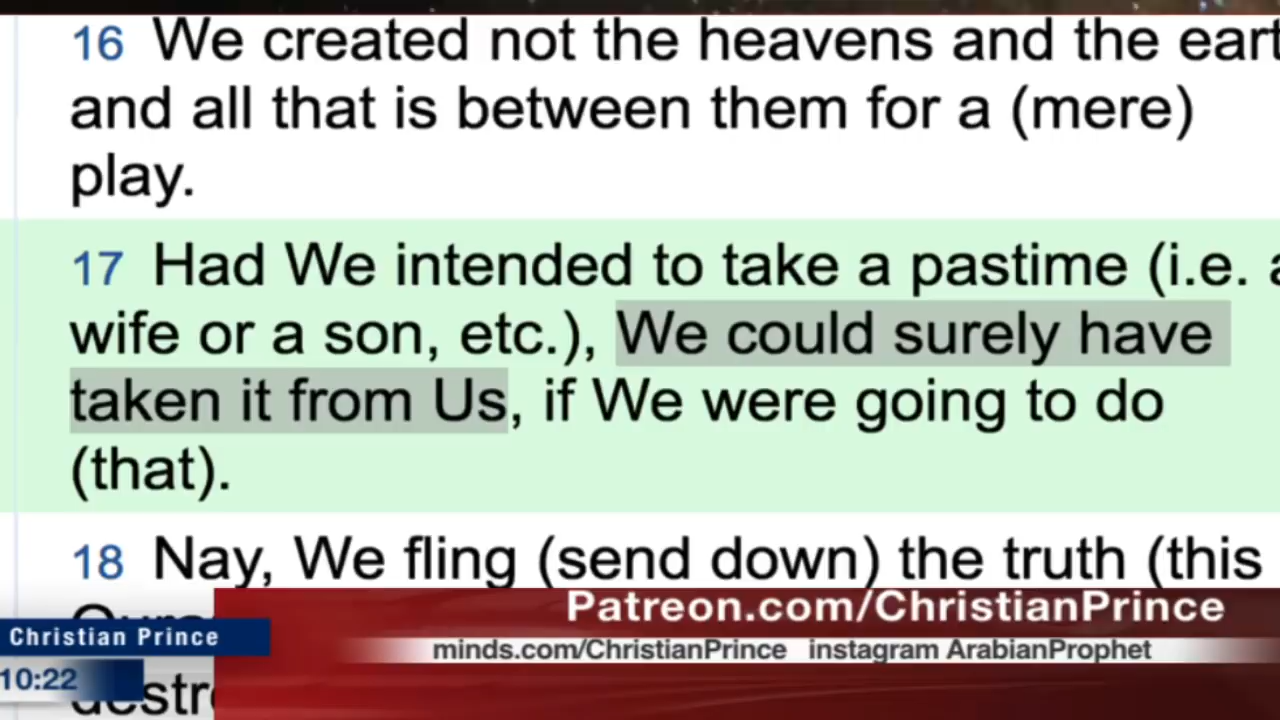 16 We created not the heavens and the eart
and all that is between them for a (mere)
play.
17 Had We intended to take a pastime (i.e. a
wife or a son, etc.), We could surely have
taken it from Us, if We were going to do
(that).
18 Nay, We fling (send down) the truth (this
Patreon.com/ChristianPrince
Christian Prince
minds.com/ChristianPrince instagram ArabianProphet
10:22
destr